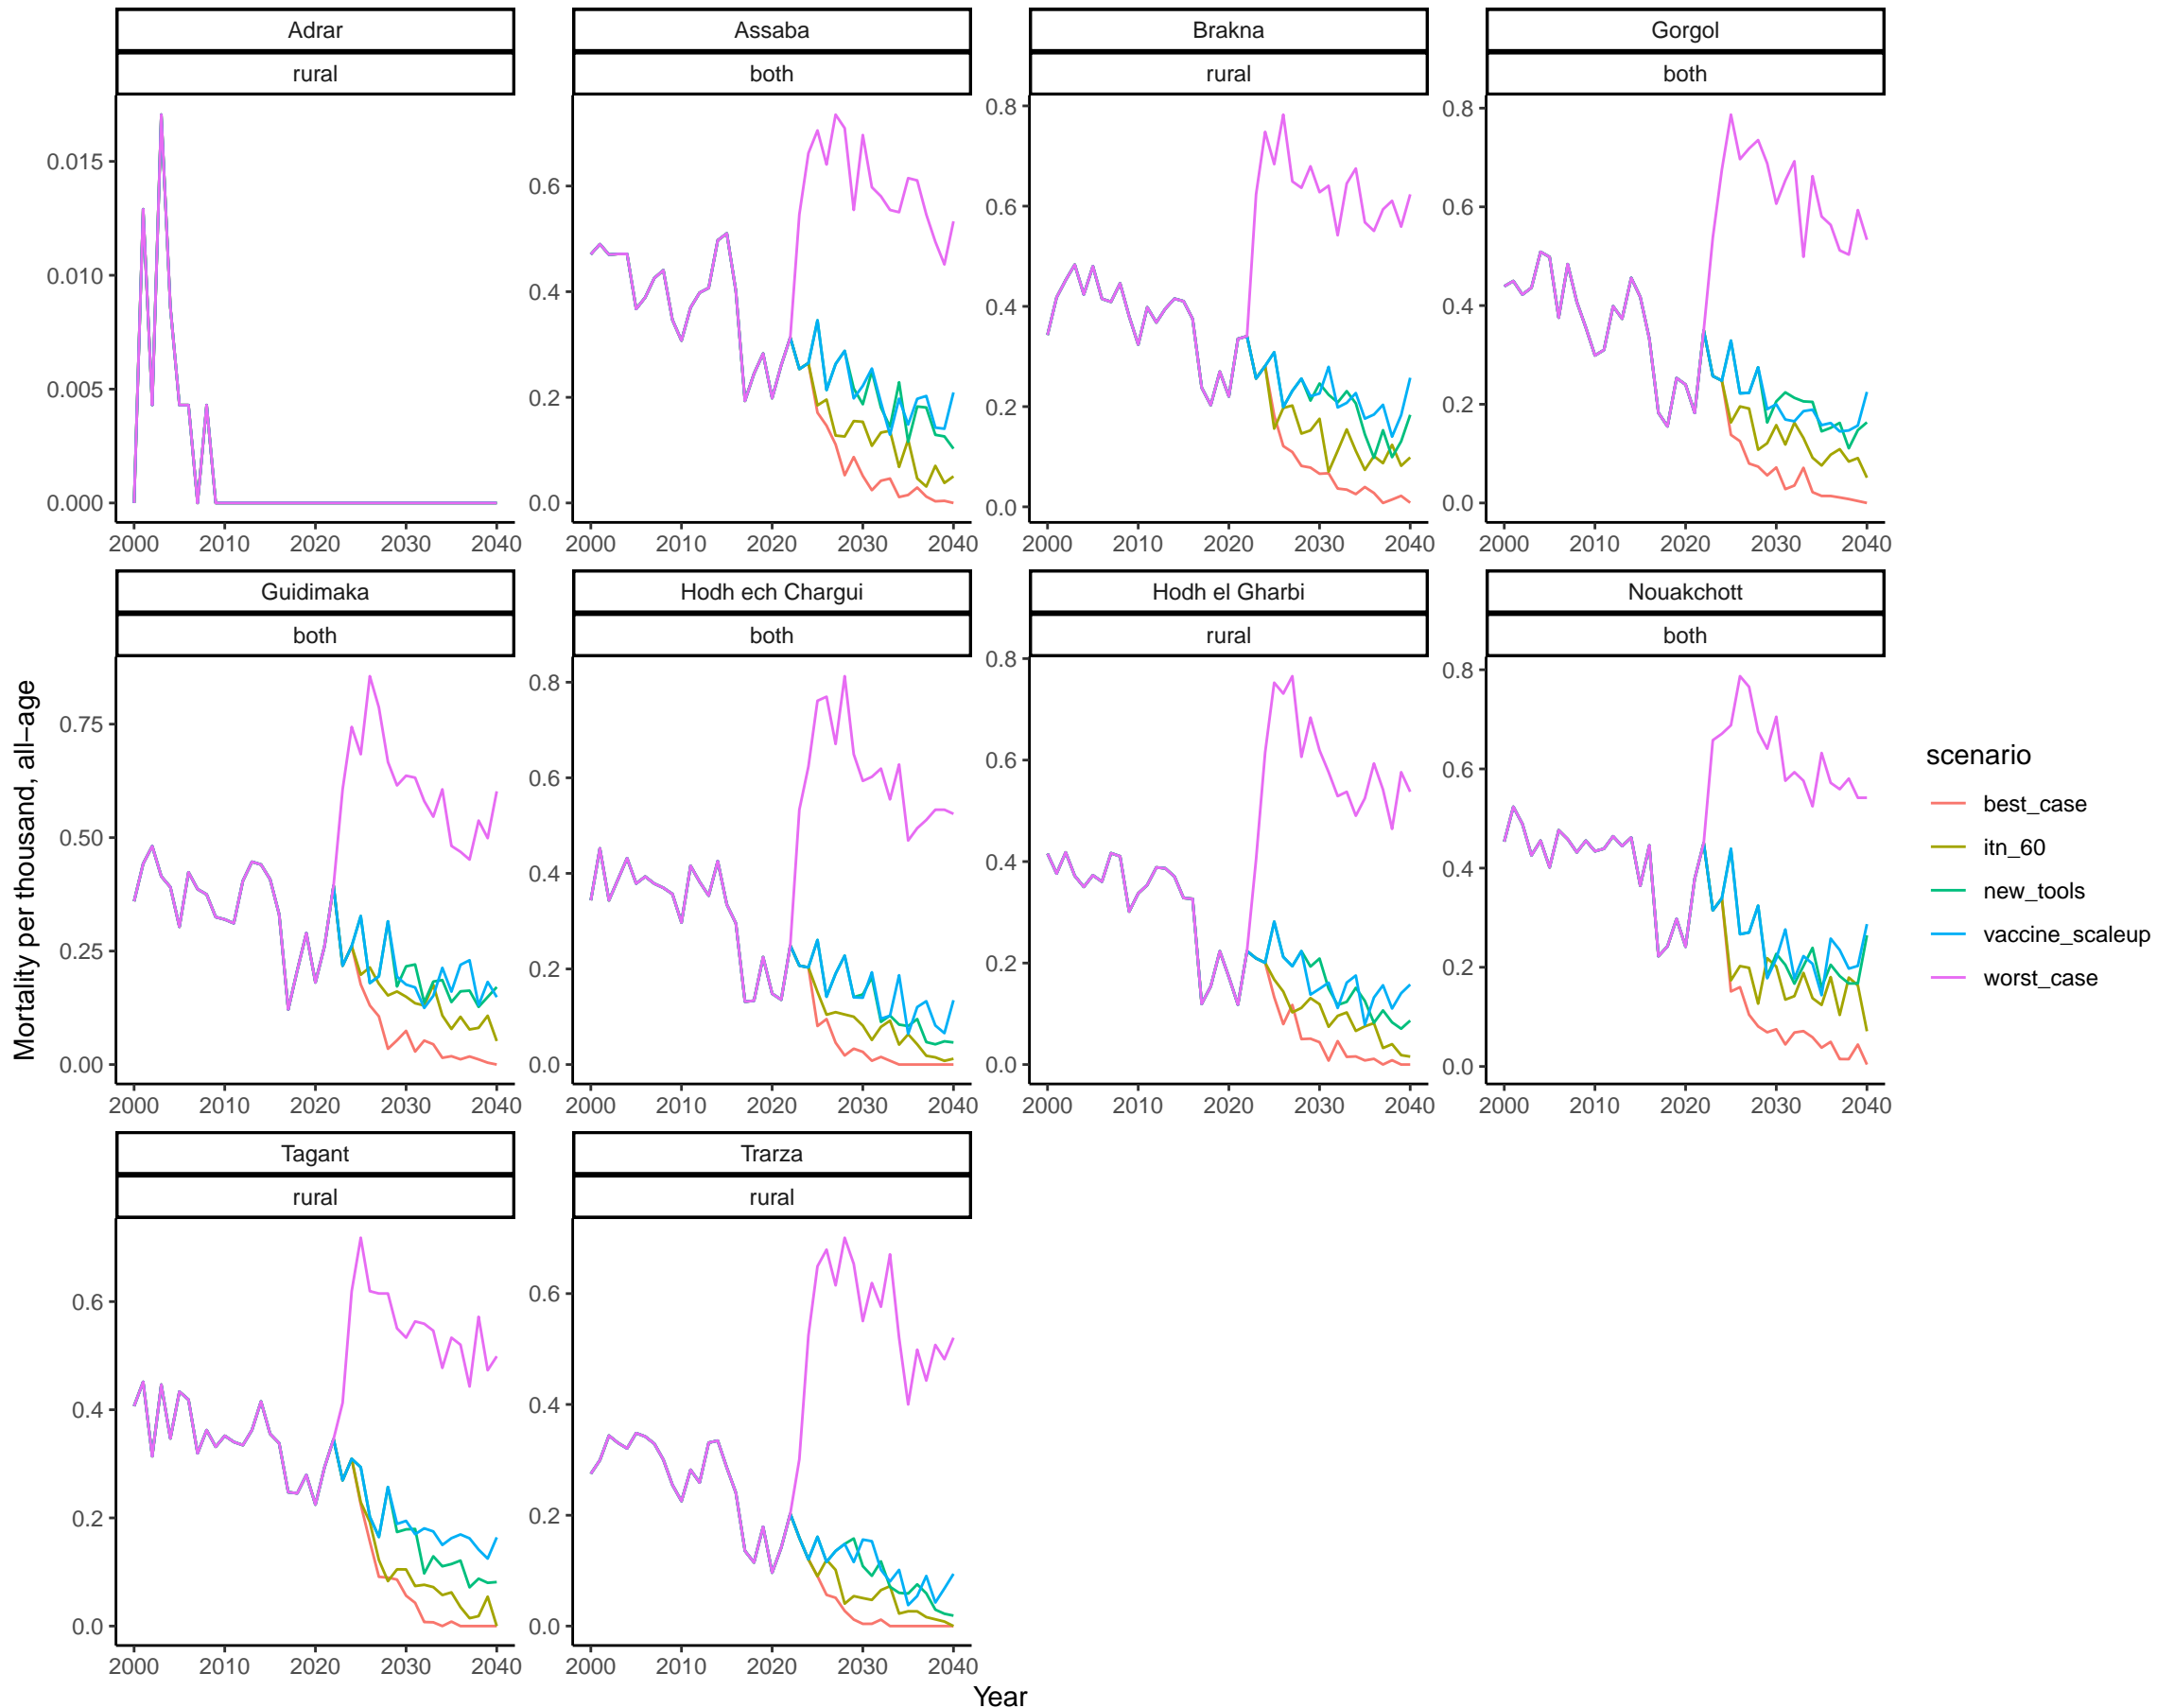 Adrar
rural
Assaba
both
Brakna
rural
Gorgol
both
0.015
0.010
0.005
0.000
0.6
0.4
0.2
0.0
0.8
0.6
0.4
0.2
0.0
0.8
0.6
0.4
0.2
0.0
2000 2010 2020 2030 2040
2000 2010 2020 2030 2040
2000 2010 2020 2030 2040
2000 2010 2020 2030 2040
Guidimaka
both
Hodh ech Chargui
both
Hodh el Gharbi
rural
Nouakchott
both
0.75
0.50
0.25
0.00
0.8
0.6
0.4
0.2
0.0
0.8
0.6
0.4
0.2
0.0
0.8
0.6
0.4
0.2
0.0
2000 2010 2020 2030 2040
2000 2010 2020 2030 2040
2000 2010 2020 2030 2040
2000 2010 2020 2030 2040
Tagant
rural
Trarza
rural
0.6
0.4
0.2
0.0
0.6
0.4
0.2
0.0
2000 2010 2020 2030 2040
2000 2010 2020 2030 2040
Year
Mortality per thousand, all−age
scenario
best_case
itn_60
new_tools
vaccine_scaleup
worst_case